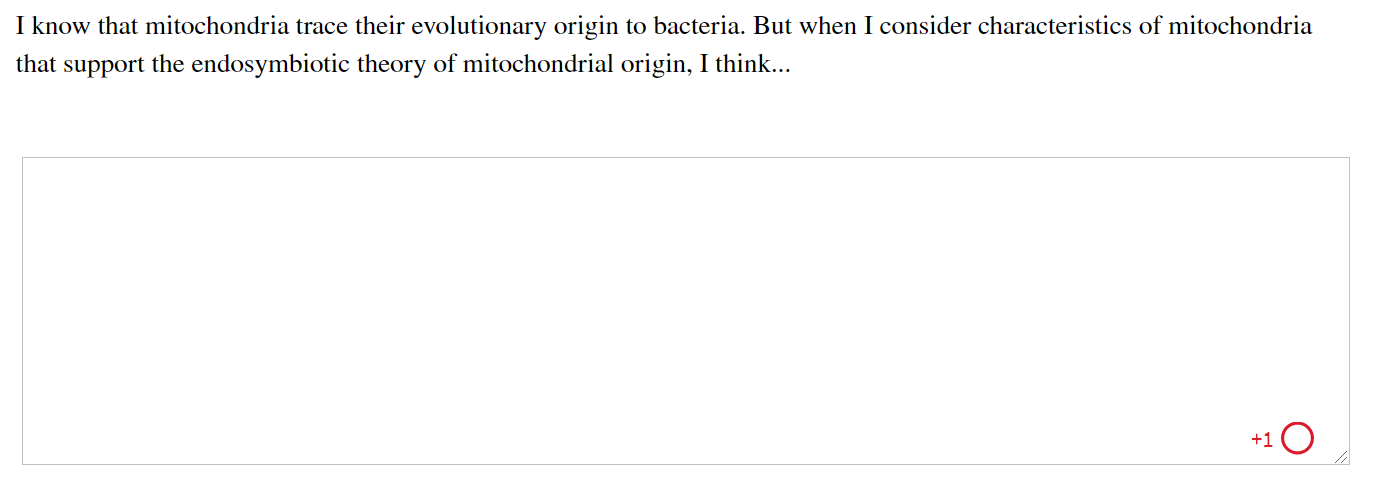 I know that mitochondria trace their evolutionary origin to bacteria. But when I consider characteristics of mitochondria
that support the endosymbiotic theory of mitochondrial origin, I think...
+1